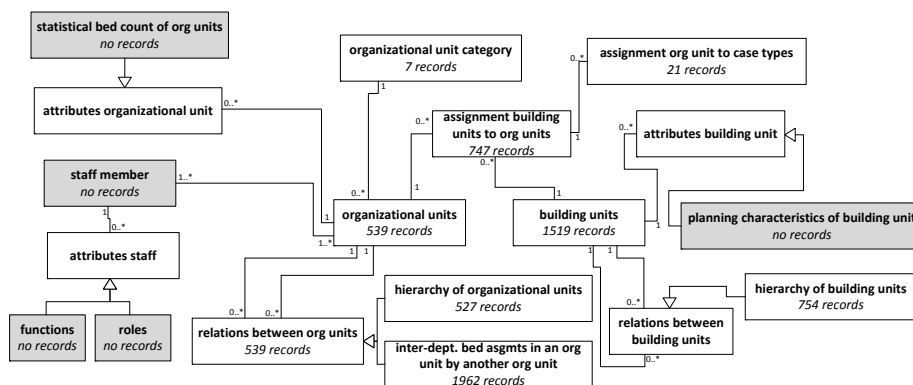 statistical bed count of org units
no records
organizational unit category
7 records
assignment org unit to case types
21 records
attributes organizational unit
0..*
1
0..*
assignment building
units to org units
747 records
0..*
1
0..*
attributes building unit
staff member
no records
1..*
0..*
0..*
1
1
1
organizational units
539 records
building units
1519 records
1
planning characteristics of building unit
no records
1
0..*
attributes staff
1..*
1
1
1
1
hierarchy of organizational units
527 records
hierarchy of building units
754 records
functions
no records
roles
no records
0..*
0..*
relations between org units
539 records
0..*
relations between
building units
0..*
inter-dept. bed asgmts in an org
unit by another org unit
1962 records